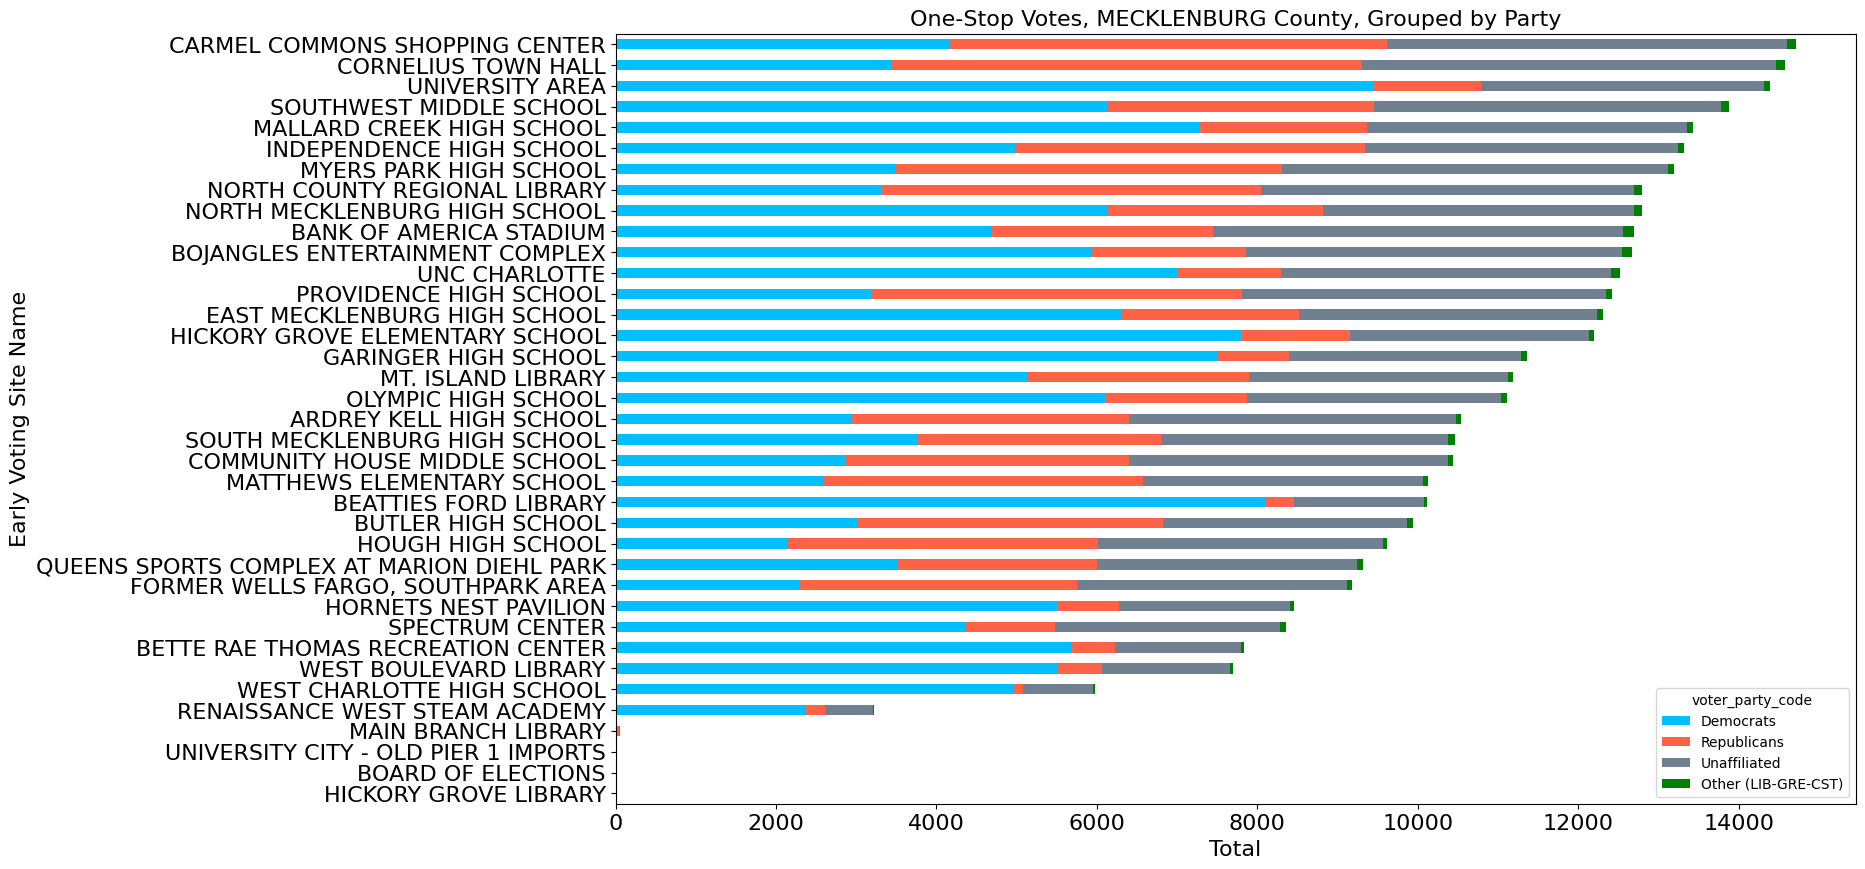 One-Stop Votes, MECKLENBURG County, Grouped by Party
Early Voting Site Name
CARMEL COMMONS SHOPPING CENTER
CORNELIUS TOWN HALL
UNIVERSITY AREA
SOUTHWEST MIDDLE SCHOOL
MALLARD CREEK HIGH SCHOOL
INDEPENDENCE HIGH SCHOOL
MYERS PARK HIGH SCHOOL
NORTH COUNTY REGIONAL LIBRARY
NORTH MECKLENBURG HIGH SCHOOL
BANK OF AMERICA STADIUM
BOJANGLES ENTERTAINMENT COMPLEX
UNC CHARLOTTE
PROVIDENCE HIGH SCHOOL
EAST MECKLENBURG HIGH SCHOOL
HICKORY GROVE ELEMENTARY SCHOOL
GARINGER HIGH SCHOOL
MT. ISLAND LIBRARY
OLYMPIC HIGH SCHOOL
ARDREY KELL HIGH SCHOOL
SOUTH MECKLENBURG HIGH SCHOOL
COMMUNITY HOUSE MIDDLE SCHOOL
MATTHEWS ELEMENTARY SCHOOL
BEATTIES FORD LIBRARY
BUTLER HIGH SCHOOL
HOUGH HIGH SCHOOL
QUEENS SPORTS COMPLEX AT MARION DIEHL PARK
FORMER WELLS FARGO, SOUTHPARK AREA
HORNETS NEST PAVILION
SPECTRUM CENTER
BETTE RAE THOMAS RECREATION CENTER
WEST BOULEVARD LIBRARY
WEST CHARLOTTE HIGH SCHOOL
RENAISSANCE WEST STEAM ACADEMY
MAIN BRANCH LIBRARY
UNIVERSITY CITY - OLD PIER 1 IMPORTS
BOARD OF ELECTIONS
HICKORY GROVE LIBRARY
voter_party_code
Democrats
Republicans
Unaffiliated
Other (LIB-GRE-CST)
0 2000 4000 6000 8000 10000 12000 14000
Total